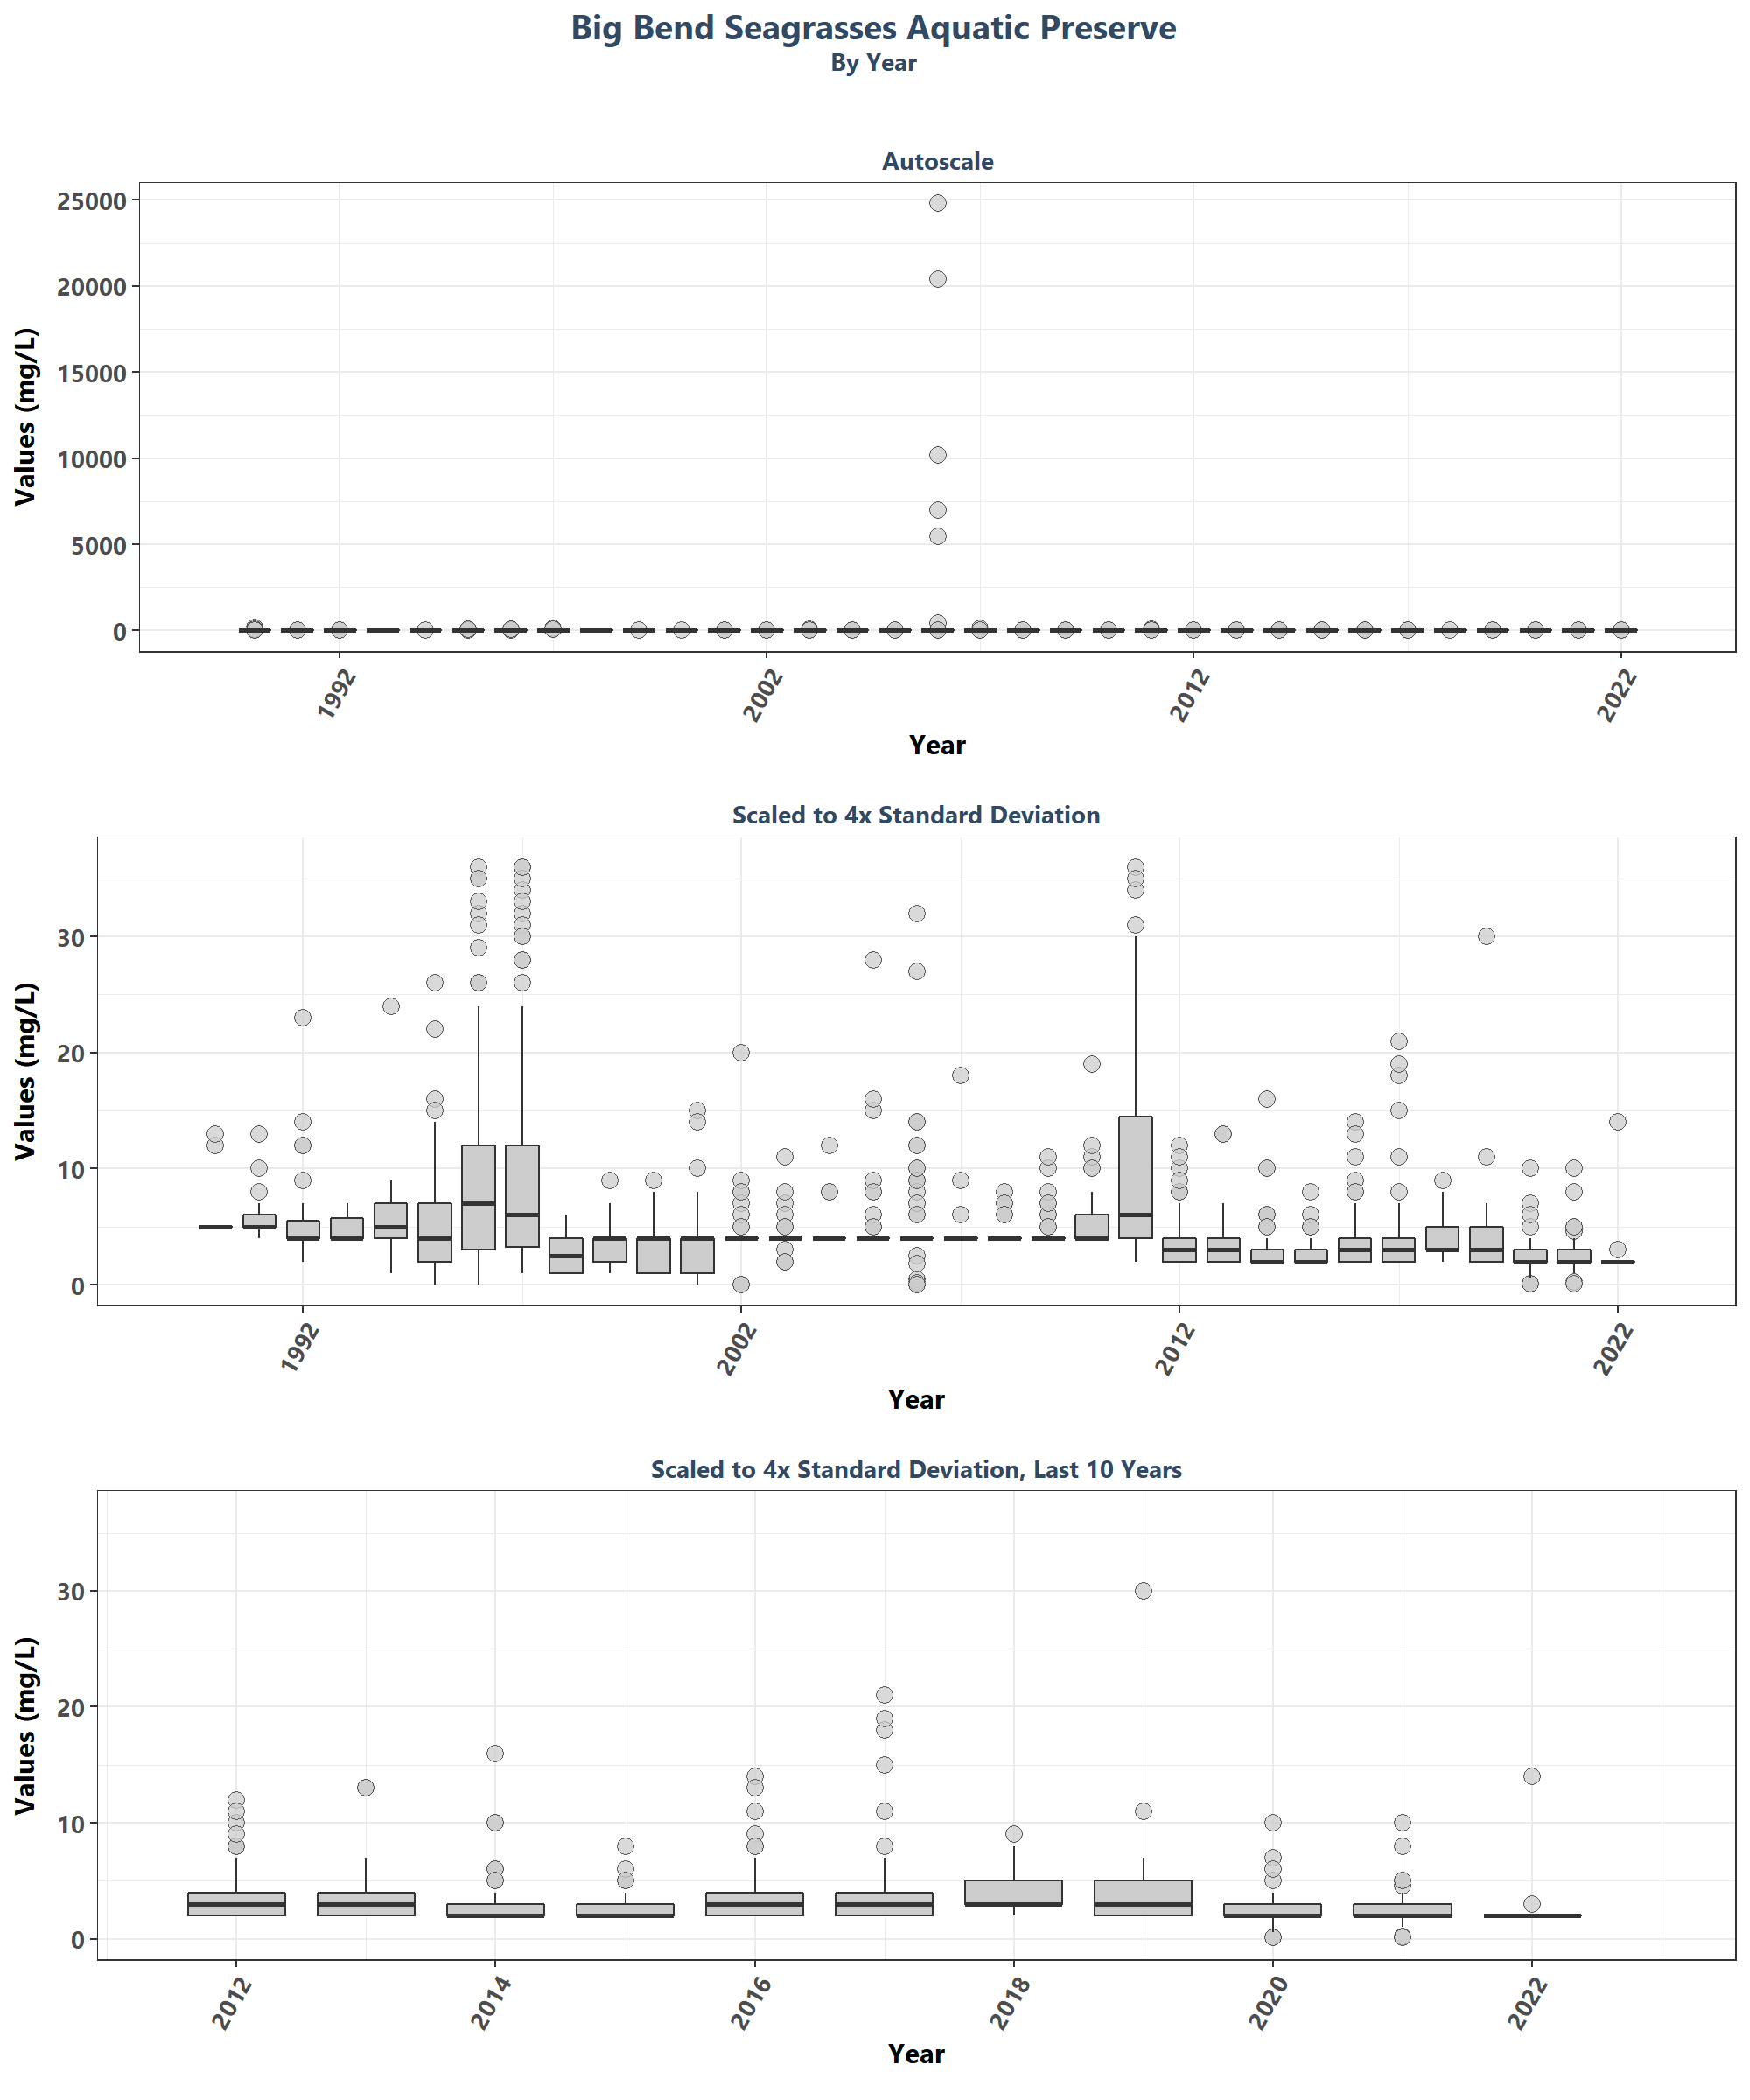 Big Bend Seagrasses Aquatic Preserve
By Year
Autoscale
Values (mg/L)
25000
20000
15000
10000
5000
0
1992
2002
2012
2022
Year
Scaled to 4x Standard Deviation
Values (mg/L)
30
20
10
0
1992
2002
2012
2022
Year
Scaled to 4x Standard Deviation, Last 10 Years
Values (mg/L)
30
20
10
0
2012
2014
2016
2018
2020
2022
Year